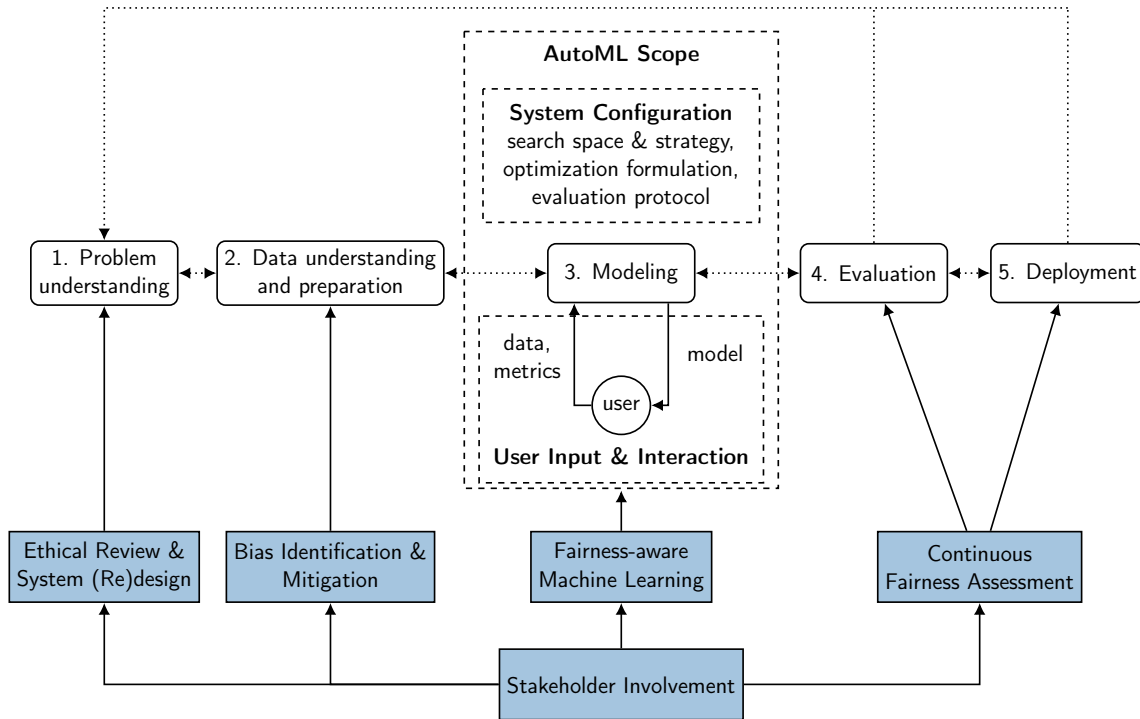 AutoML Scope
System Configuration
search space & strategy,
optimization formulation,
evaluation protocol
1. Problem
understanding
2. Data understanding
and preparation
3. Modeling
4. Evaluation
5. Deployment
data,
metrics
model
user
User Input & Interaction
Ethical Review &
System (Re)design
Bias Identification &
Mitigation
Fairness-aware
Machine Learning
Continuous
Fairness Assessment
Stakeholder Involvement